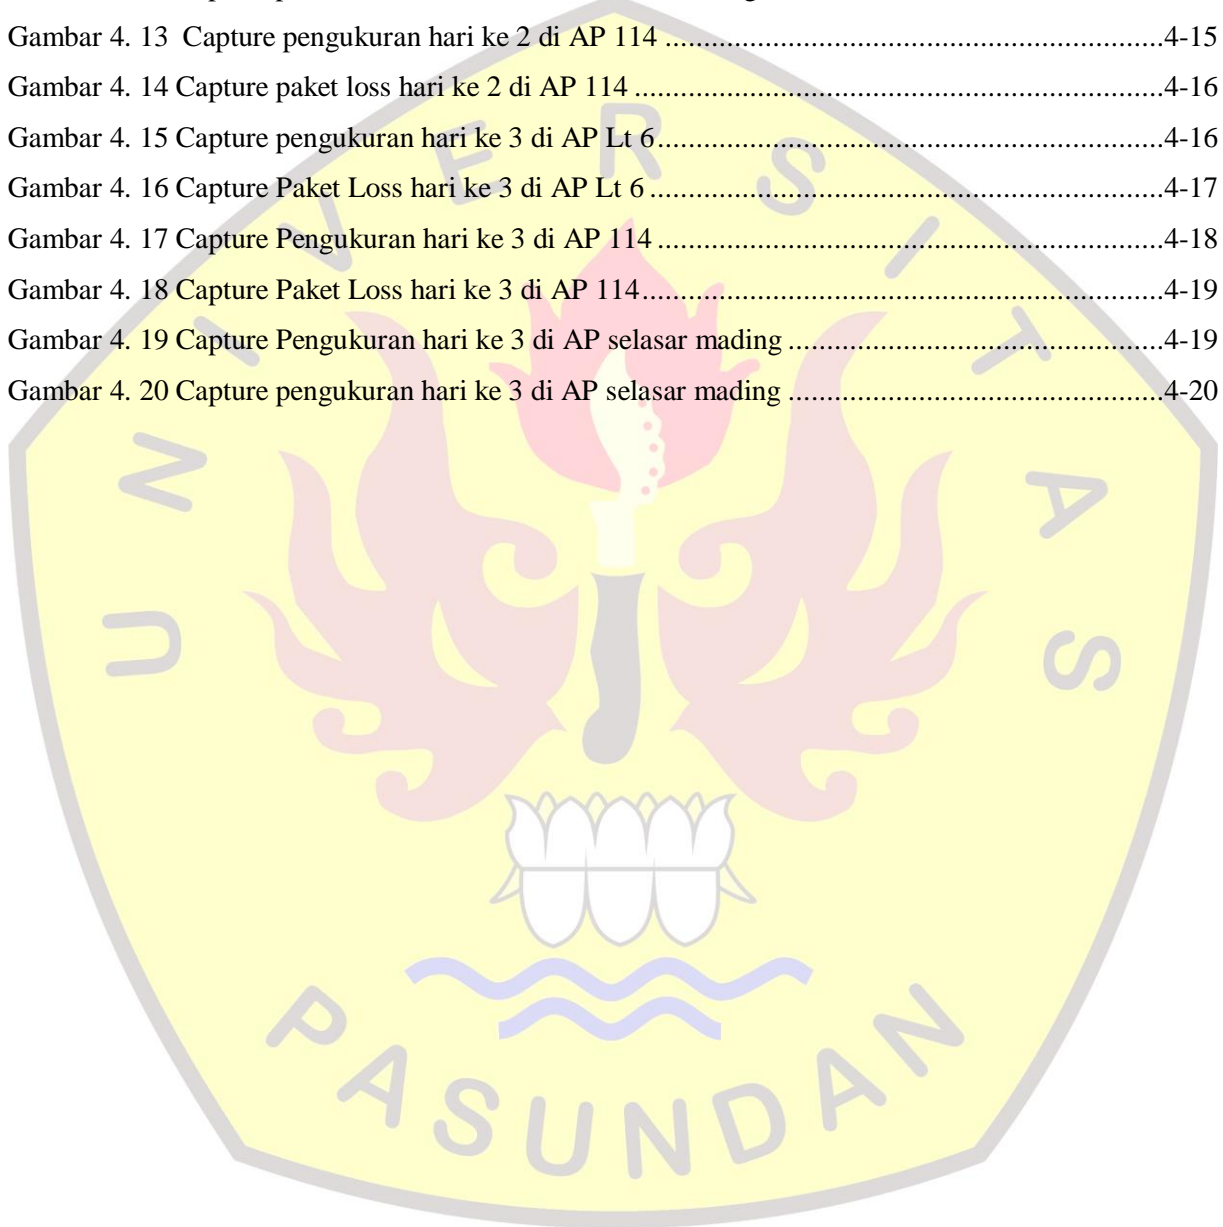 Gambar 4. 13  Capture pengukuran hari ke 2 di AP 114 ....................................................................4-15
Gambar 4. 14 Capture paket loss hari ke 2 di AP 114 ........................................................................4-16
Gambar 4. 15 Capture pengukuran hari ke 3 di AP Lt 6.....................................................................4-16
Gambar 4. 16 Capture Paket Loss hari ke 3 di AP Lt 6 ......................................................................4-17
Gambar 4. 17 Capture Pengukuran hari ke 3 di AP 114 .....................................................................4-18
Gambar 4. 18 Capture Paket Loss hari ke 3 di AP 114.......................................................................4-19
Gambar 4. 19 Capture Pengukuran hari ke 3 di AP selasar mading ...................................................4-19
Gambar 4. 20 Capture pengukuran hari ke 3 di AP selasar mading ...................................................4-20
UNIVERSITAS
PASUNDAN